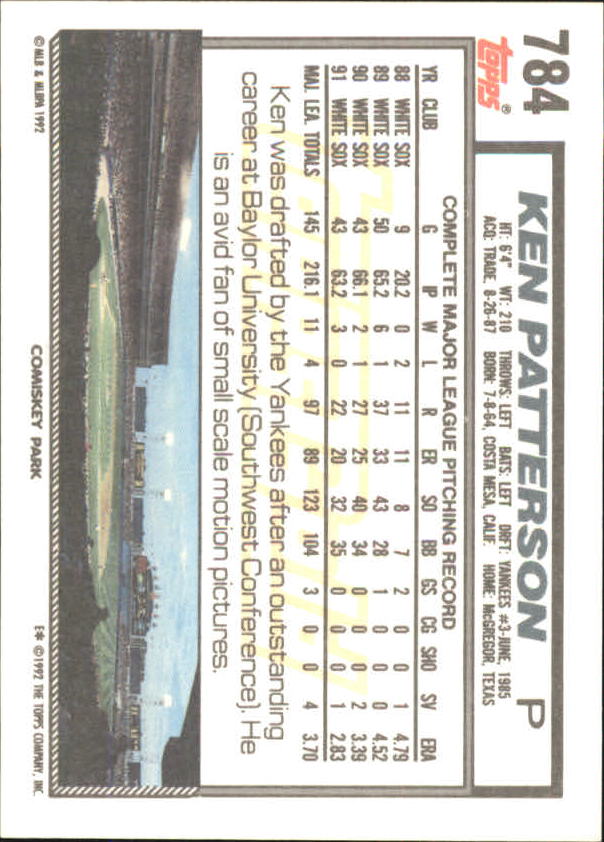 784
Topps®
KEN PATTERSON P
HT: 6'4" WT: 210 THROWS: LEFT BATS: LEFT DRFT: YANKEES #3-JUNE, 1985
ACQ: TRADE, 8-26-87 BORN: 7-8-64, COSTA MESA, CALIF. HOME: McGREGOR, TEXAS
COMPLETE MAJOR LEAGUE PITCHING RECORD
YR CLUB G IP W L R ER SO BB GS CG SHO SV ERA
88 WHITE SOX 9 20.2 0 2 11 11 8 7 2 0 0 1 4.79
89 WHITE SOX 50 65.2 6 1 37 33 43 28 1 0 0 0 4.52
90 WHITE SOX 43 66.1 2 1 27 25 40 34 0 0 0 2 3.39
91 WHITE SOX 43 63.2 3 0 22 20 32 35 0 0 0 1 2.83
MAJ. LEA. TOTALS 145 216.1 11 4 97 89 123 104 3 0 0 4 3.70
Ken was drafted by the Yankees after an outstanding
career at Baylor University (Southwest Conference). He
is an avid fan of small scale motion pictures.
COMISKEY PARK
© MLB & MLBPA 1992
E* © 1992 THE TOPPS COMPANY, INC.